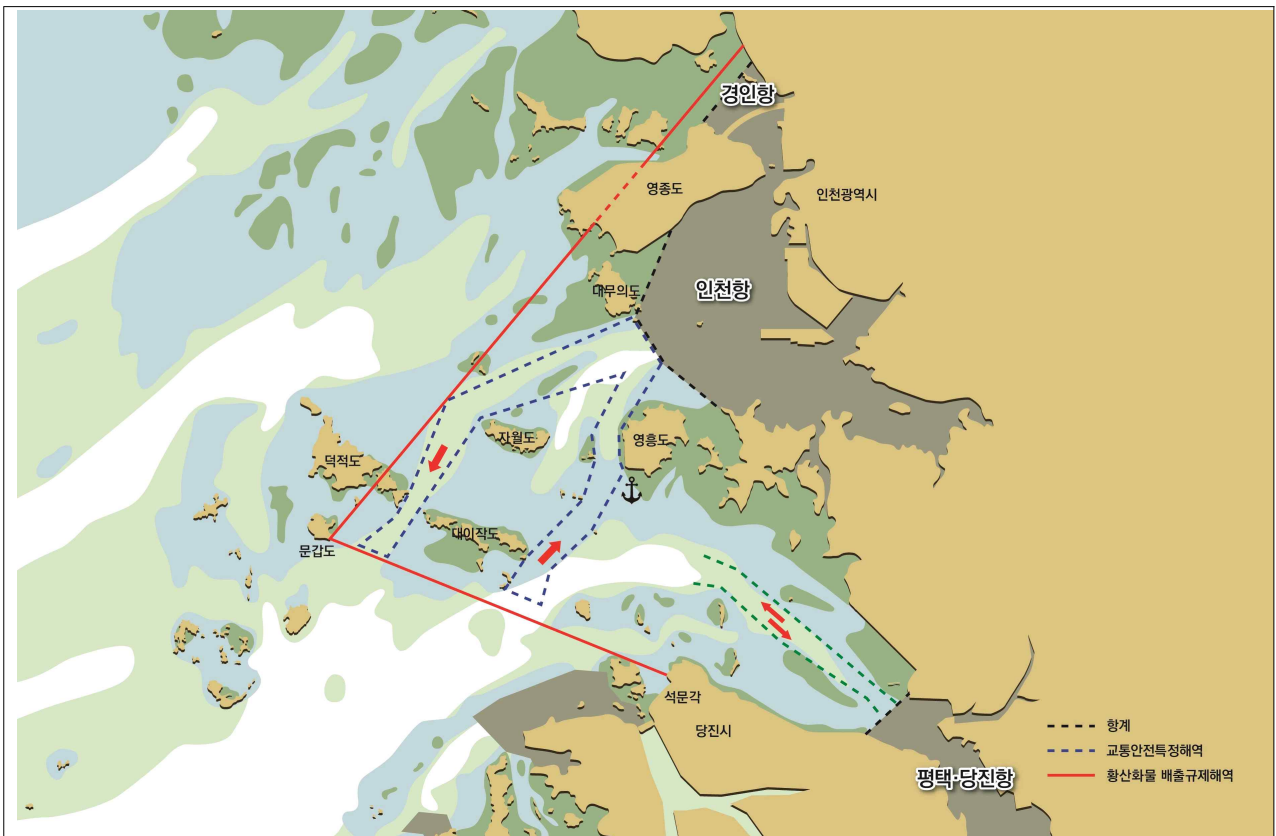 경인항
영종도
인천광역시
대무의도
인천항
자월도
영흥도
덕적도
대이작도
문갑도
석문각
당진시
평택·당진항
항계
교통안전특정해역
황산화물 배출규제해역